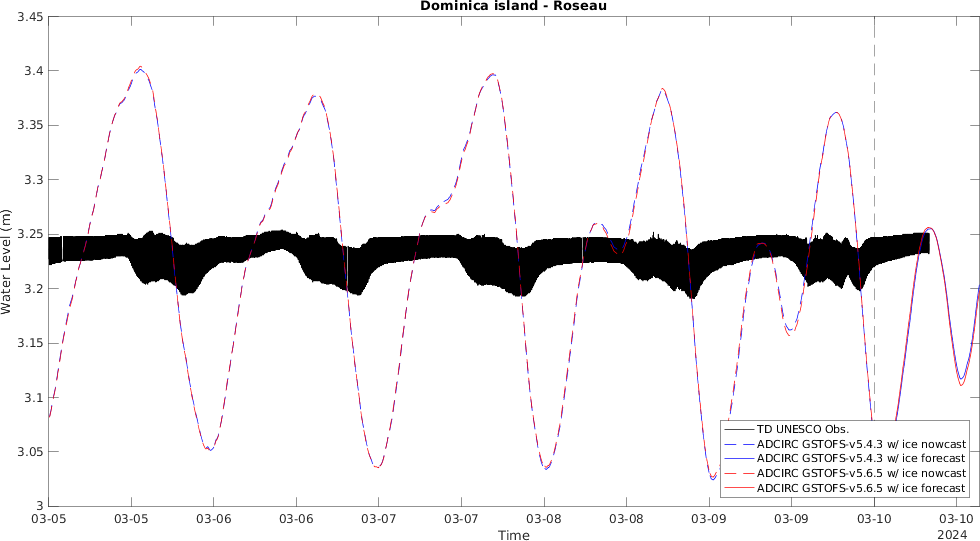 Dominica island - Roseau
3.45
3.4
3.35
3.3
3.25
3.2
3.15
3.1
3.05
3
Water Level (m)
TD UNESCO Obs.
ADCIRC GSTOFS-v5.4.3 w/ ice nowcast
ADCIRC GSTOFS-v5.4.3 w/ ice forecast
ADCIRC GSTOFS-v5.6.5 w/ ice nowcast
ADCIRC GSTOFS-v5.6.5 w/ ice forecast
03-05 03-05 03-06 03-06 03-07 03-07 03-08 03-08 03-09 03-09 03-10 03-10
Time
2024